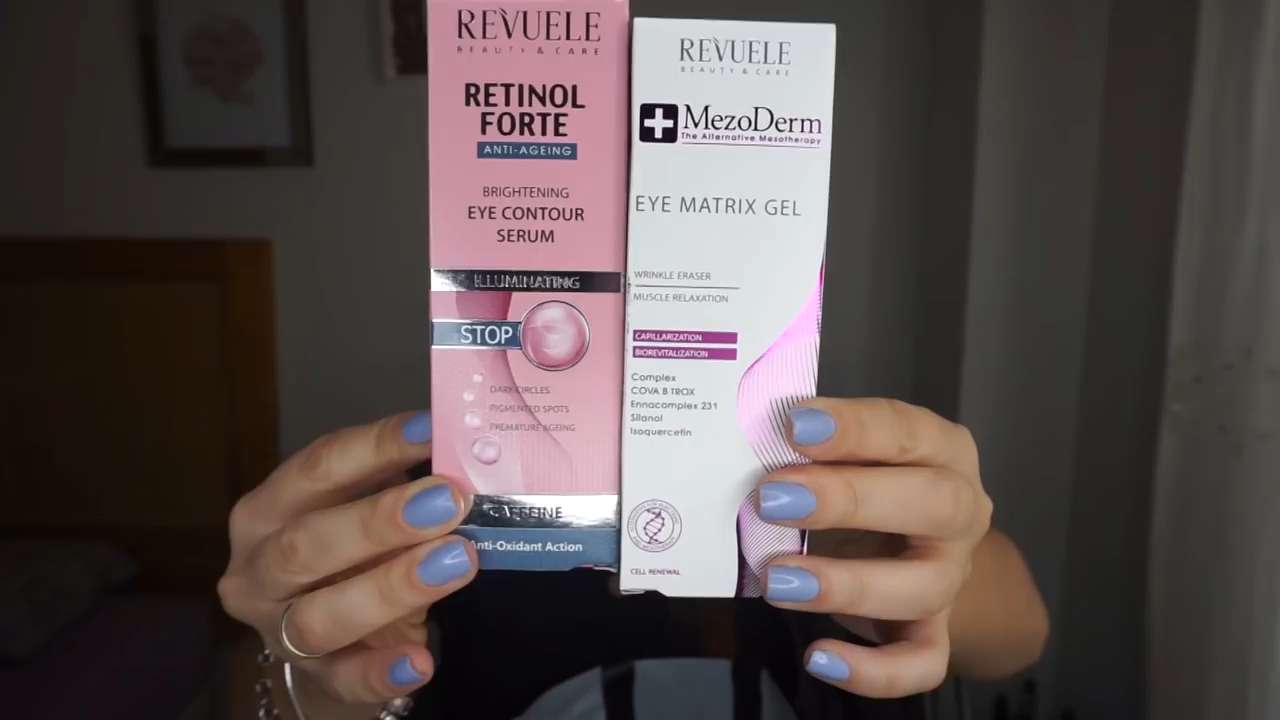 REVUELE
BEAUTY & CARE
RETINOL
FORTE
ANTI-AGEING
BRIGHTENING
EYE CONTOUR
SERUM
ILLUMINATING
STOP
DARK CIRCLES
PIGMENTED SPOTS
PREMATURE AGEING
CAFFEINE
Anti-Oxidant Action
REVUELE
BEAUTY & CARE
MezoDerm
The Alternative Mesotherapy
EYE MATRIX GEL
WRINKLE ERASER
MUSCLE RELAXATION
CAPILLARIZATION
BIOREVITALIZATION
Complex
COVA B TROX
Ennacomplex 231
Silanol
Isoquercetin
CELL RENEWAL